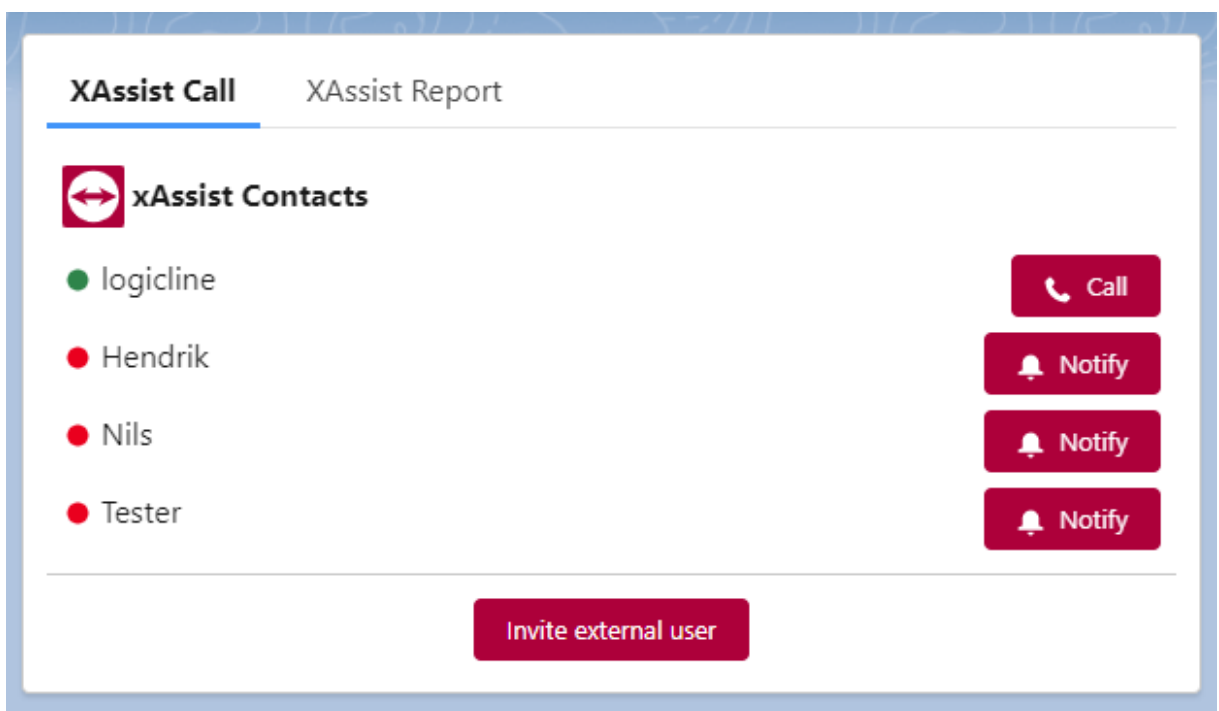 XAssist Call XAssist Report
xAssist Contacts
logicline Call
Hendrik Notify
Nils Notify
Tester Notify
Invite external user